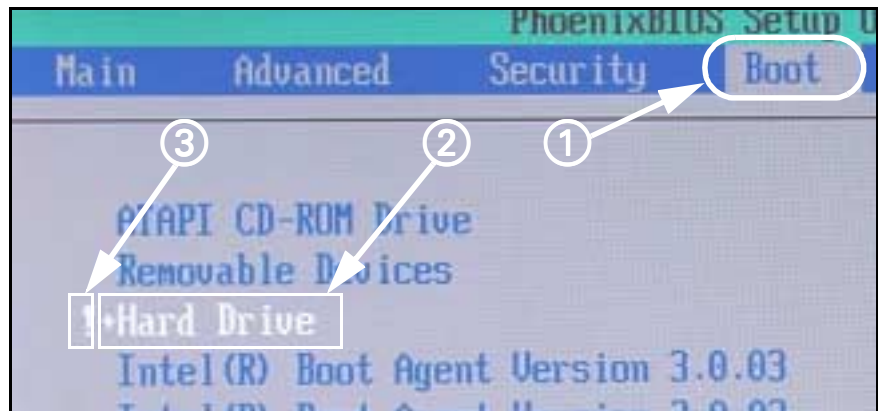 PhoenixBIOS Setup
Main Advanced Security Boot
3 2 1
ATAPI CD-ROM Drive
Removable Devices
!+Hard Drive
Intel(R) Boot Agent Version 3.0.03